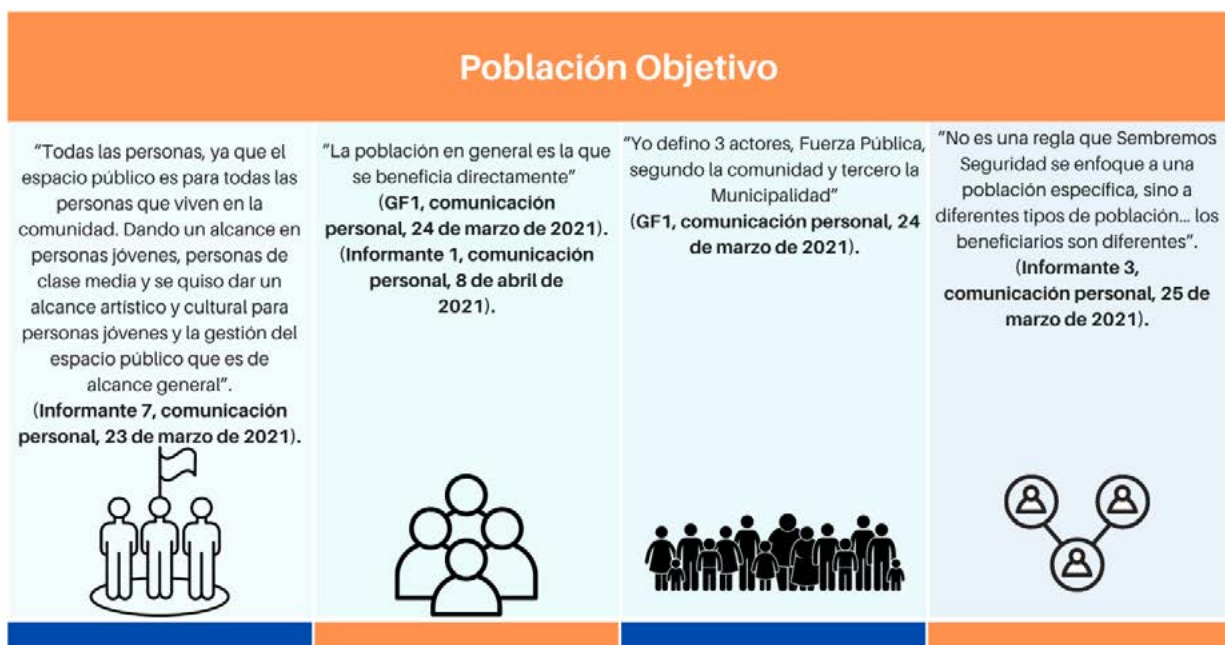 Población Objetivo
“Todas las personas, ya que el
espacio público es para todas las
personas que viven en la
comunidad. Dando un alcance en
personas jóvenes, personas de
clase media y se quiso dar un
alcance artístico y cultural para
personas jóvenes y la gestión del
espacio público que es de
alcance general”.
(Informante 7, comunicación
personal, 23 de marzo de 2021).
“La población en general es la que
se beneficia directamente”
(GF1, comunicación
personal, 24 de marzo de 2021).
(Informante 1, comunicación
personal, 8 de abril de
2021).
“Yo defino 3 actores, Fuerza Pública,
segundo la comunidad y tercero la
Municipalidad”
(GF1, comunicación personal, 24
de marzo de 2021).
“No es una regla que Sembremos
Seguridad se enfoque a una
población específica, sino a
diferentes tipos de población... los
beneficiarios son diferentes”.
(Informante 3,
comunicación personal, 25 de
marzo de 2021).